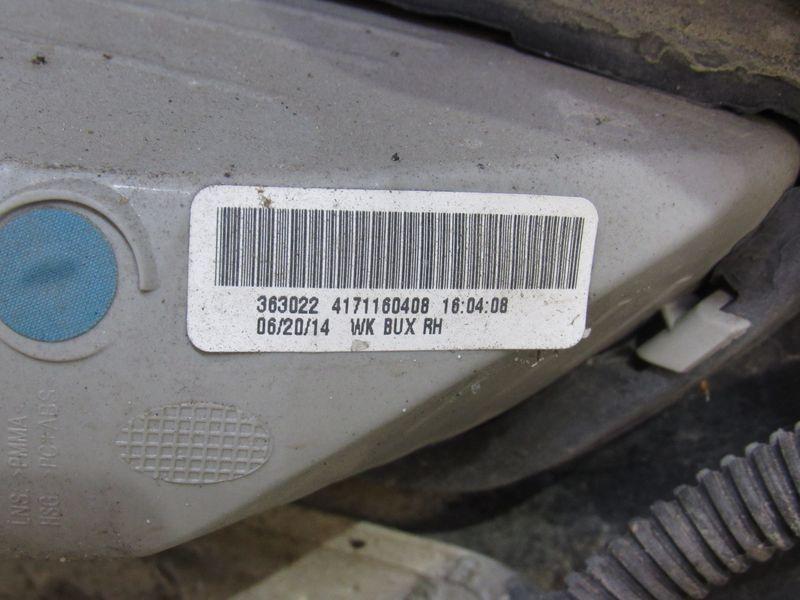 363022 4171160408 16:04:08
06/20/14 WK BUX RH
LNS. >PMMA
HSG >PC+ABS